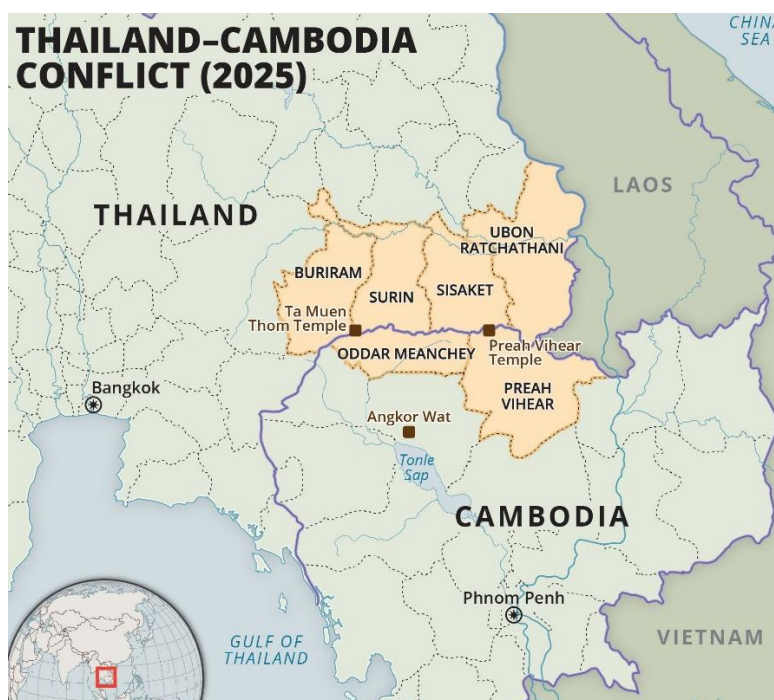 THAILAND–CAMBODIA
CONFLICT (2025)
CHINA
SEA
LAOS
THAILAND
UBON
RATCHATHANI
BURIRAM
SURIN
SISAKET
Ta Muen
Thom Temple
ODDAR MEANCHEY
Preah Vihear
Temple
PREAH
VIHEAR
Bangkok
Angkor Wat
Tonle
Sap
CAMBODIA
Phnom Penh
GULF OF
THAILAND
VIETNAM